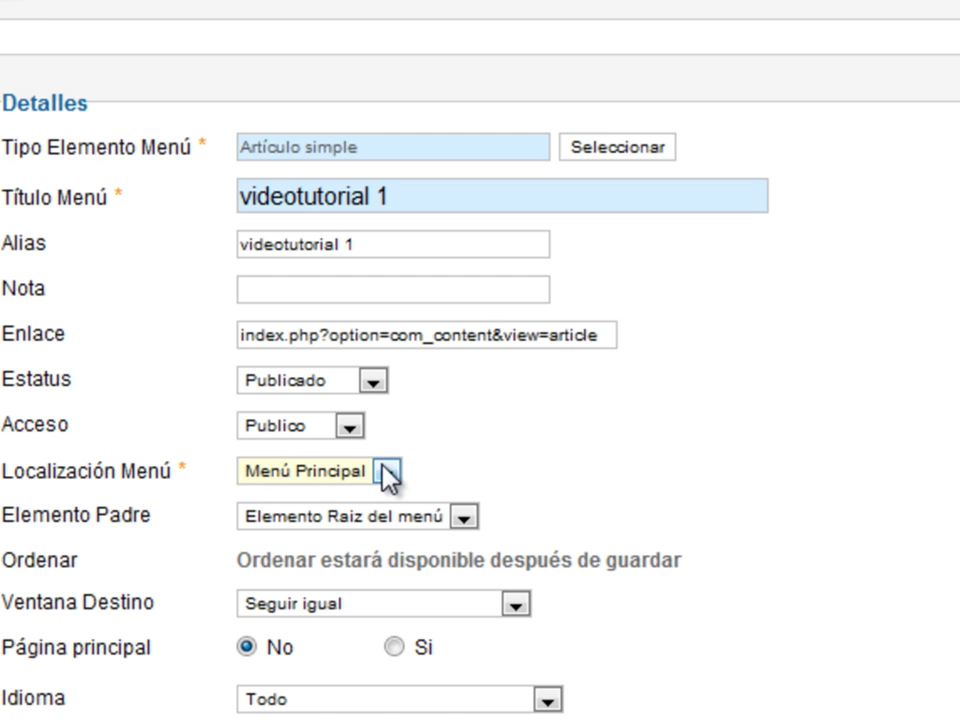 Detalles
Tipo Elemento Menú * Artículo simple Seleccionar
Título Menú * videotutorial 1
Alias videotutorial 1
Nota
Enlace index.php?option=com_content&view=article
Estatus Publicado
Acceso Publico
Localización Menú * Menú Principal
Elemento Padre Elemento Raiz del menú
Ordenar Ordenar estará disponible después de guardar
Ventana Destino Seguir igual
Página principal No Si
Idioma Todo